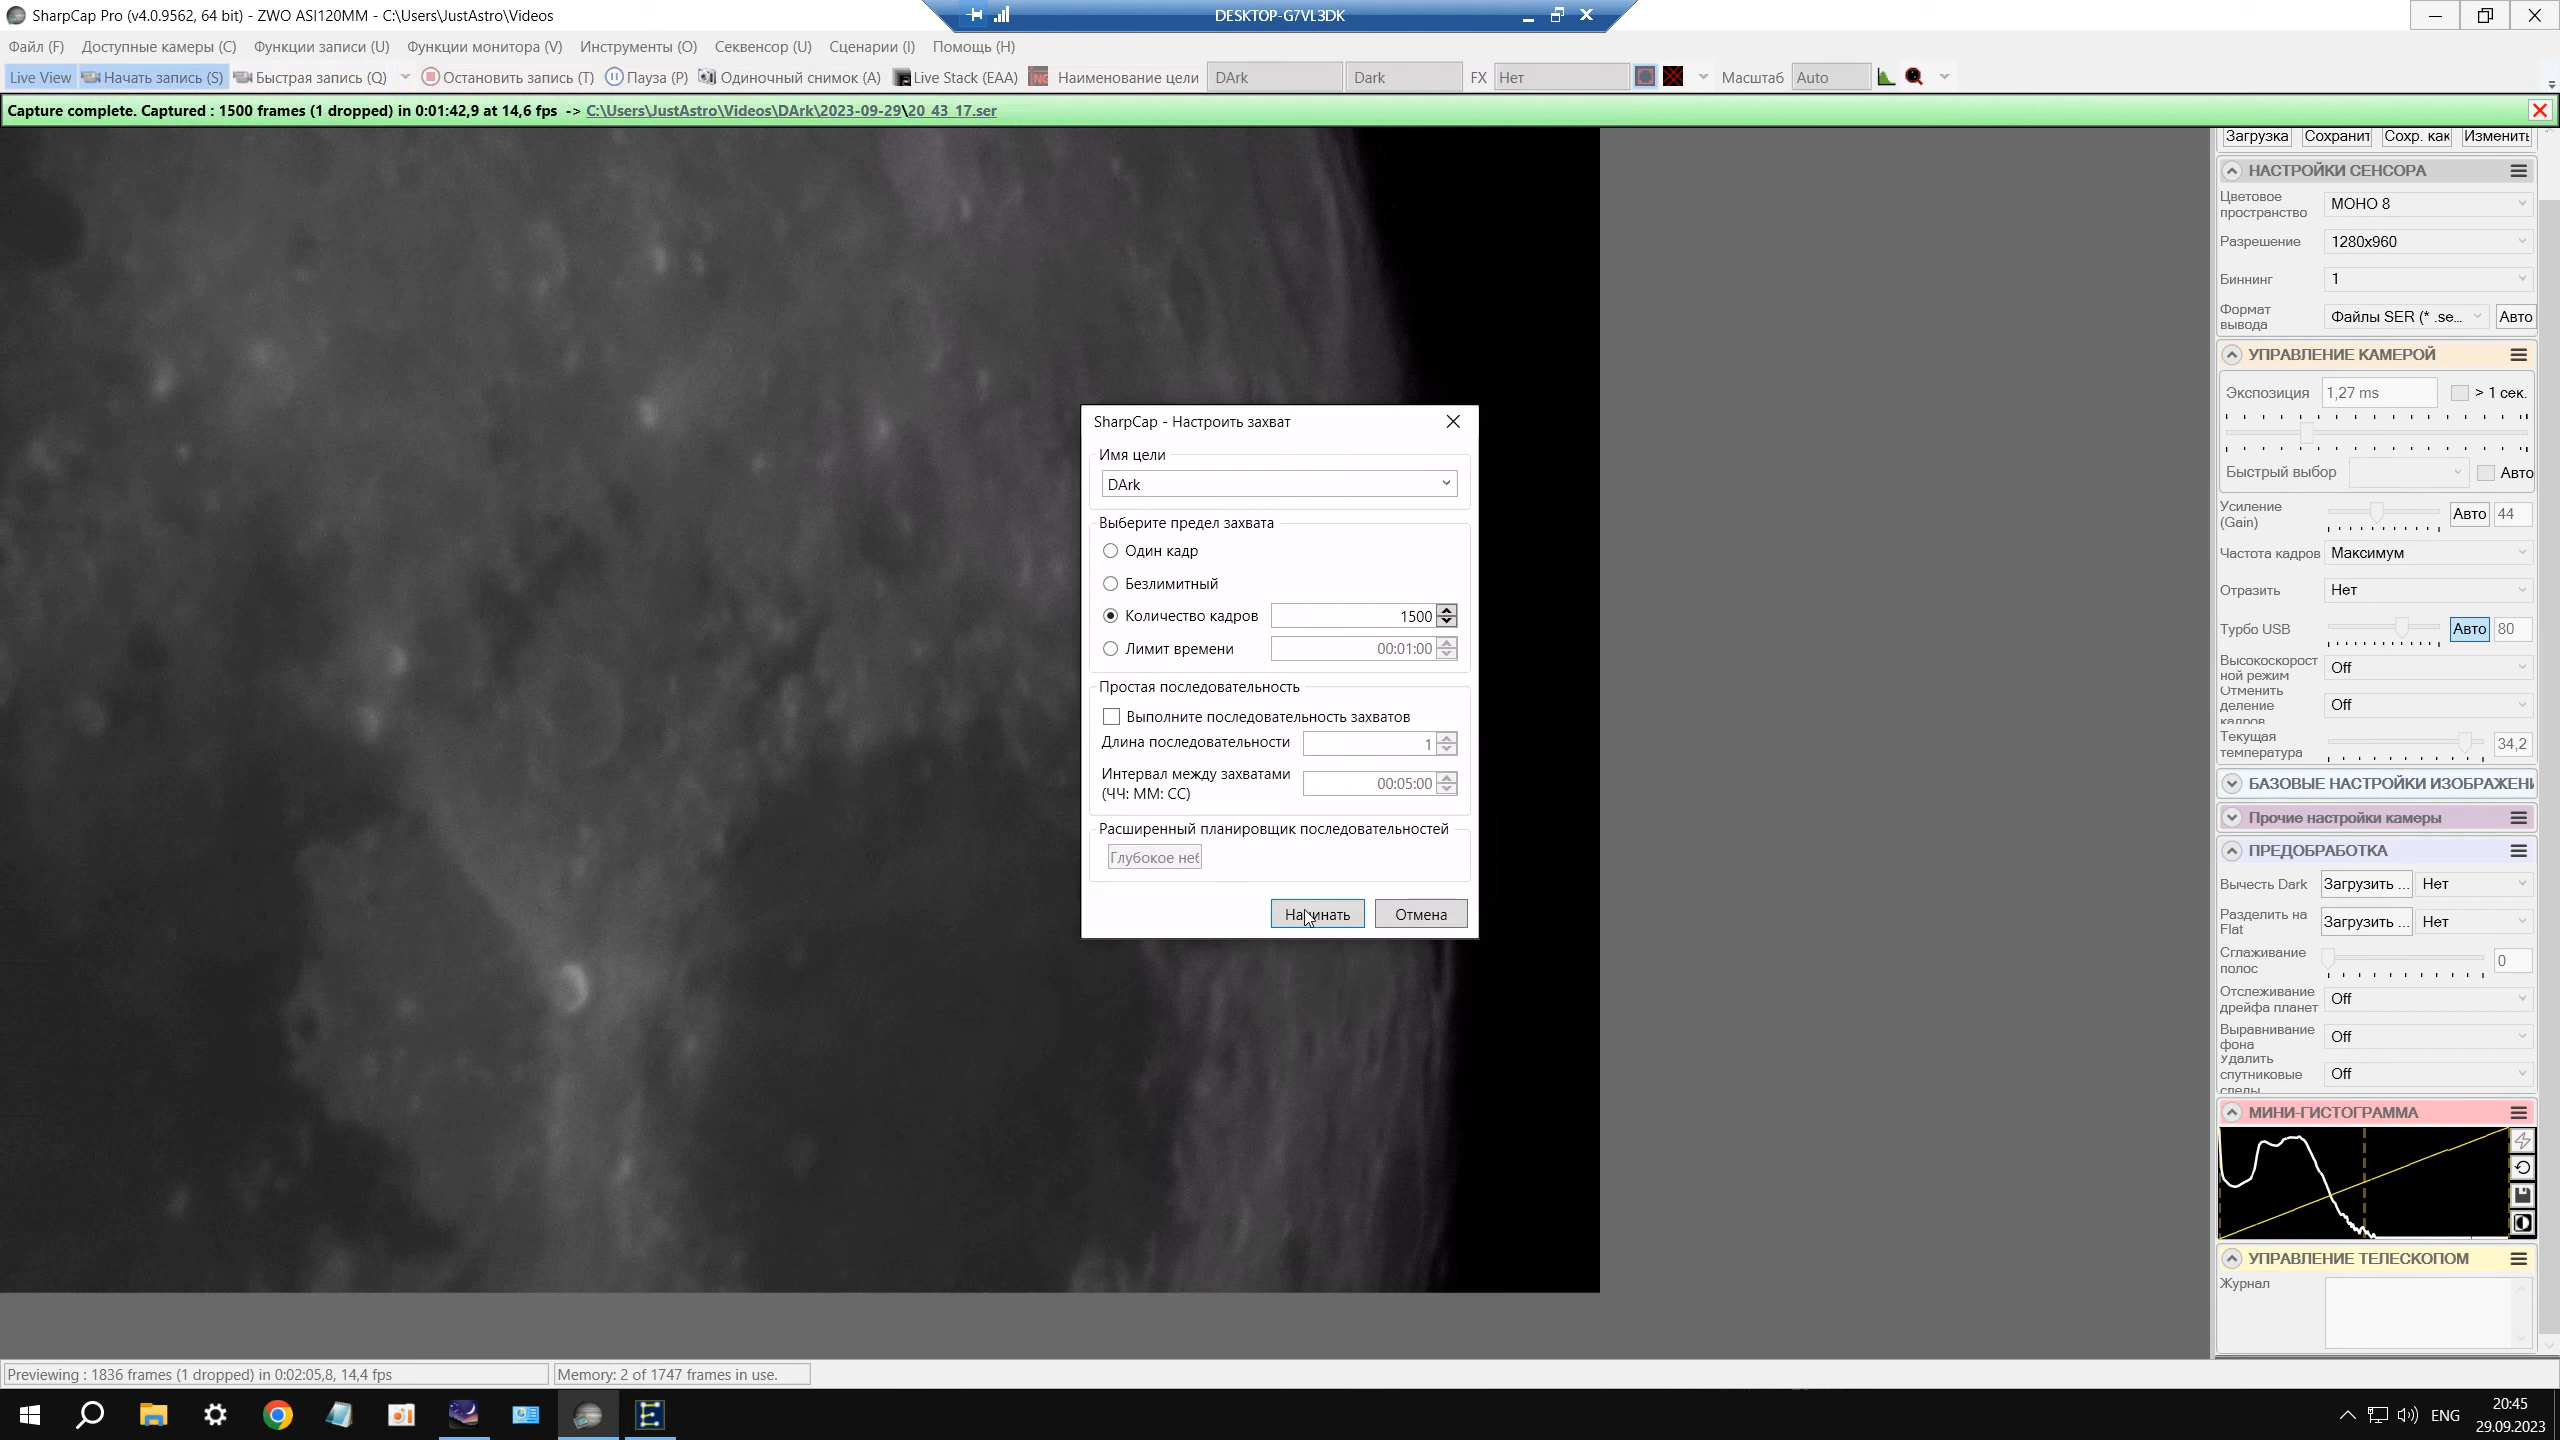 SharpCap Pro (v4.0.9562, 64 bit) - ZWO ASI120MM - C:\Users\JustAstro\Videos
DESKTOP-G7VL3DK
Файл (F) Доступные камеры (C) Функции записи (U) Функции монитора (V) Инструменты (O) Секвенсор (U) Сценарии (I) Помощь (H)
Live View Начать запись (S) Быстрая запись (Q) Остановить запись (T) Пауза (P) Одиночный снимок (A) Live Stack (EAA) Наименование цели DArk Dark FX Нет Масштаб Auto
Capture complete. Captured : 1500 frames (1 dropped) in 0:01:42,9 at 14,6 fps -> C:\Users\JustAstro\Videos\DArk\2023-09-29\20_43_17.ser
Загрузка Сохранит Сохр. как Изменить
НАСТРОЙКИ СЕНСОРА
Цветовое
пространство
МОНО 8
Разрешение 1280x960
Биннинг 1
Формат
вывода
Файлы SER (* .se... Авто
УПРАВЛЕНИЕ КАМЕРОЙ
Экспозиция 1,27 ms > 1 сек.
Быстрый выбор Авто
Усиление
(Gain)
Авто 44
Частота кадров Максимум
Отразить Нет
Турбо USB Авто 80
Высокоскорост
ной режим
Off
Отменить
деление
кадров
Off
Текущая
температура
34,2
БАЗОВЫЕ НАСТРОЙКИ ИЗОБРАЖЕНИ
Прочие настройки камеры
ПРЕДОБРАБОТКА
Вычесть Dark Загрузить ... Нет
Разделить на
Flat
Загрузить ... Нет
Сглаживание
полос
0
Отслеживание
дрейфа планет
Off
Выравнивание
фона
Off
Удалить
спутниковые
следы
Off
МИНИ-ГИСТОГРАММА
УПРАВЛЕНИЕ ТЕЛЕСКОПОМ
Журнал
SharpCap - Настроить захват
Имя цели
DArk
Выберите предел захвата
Один кадр
Безлимитный
Количество кадров 1500
Лимит времени 00:01:00
Простая последовательность
Выполните последовательность захватов
Длина последовательности 1
Интервал между захватами
(ЧЧ: ММ: СС)
00:05:00
Расширенный планировщик последовательностей
Глубокое неб
Начинать Отмена
Previewing : 1836 frames (1 dropped) in 0:02:05,8, 14,4 fps Memory: 2 of 1747 frames in use.
ENG
20:45
29.09.2023